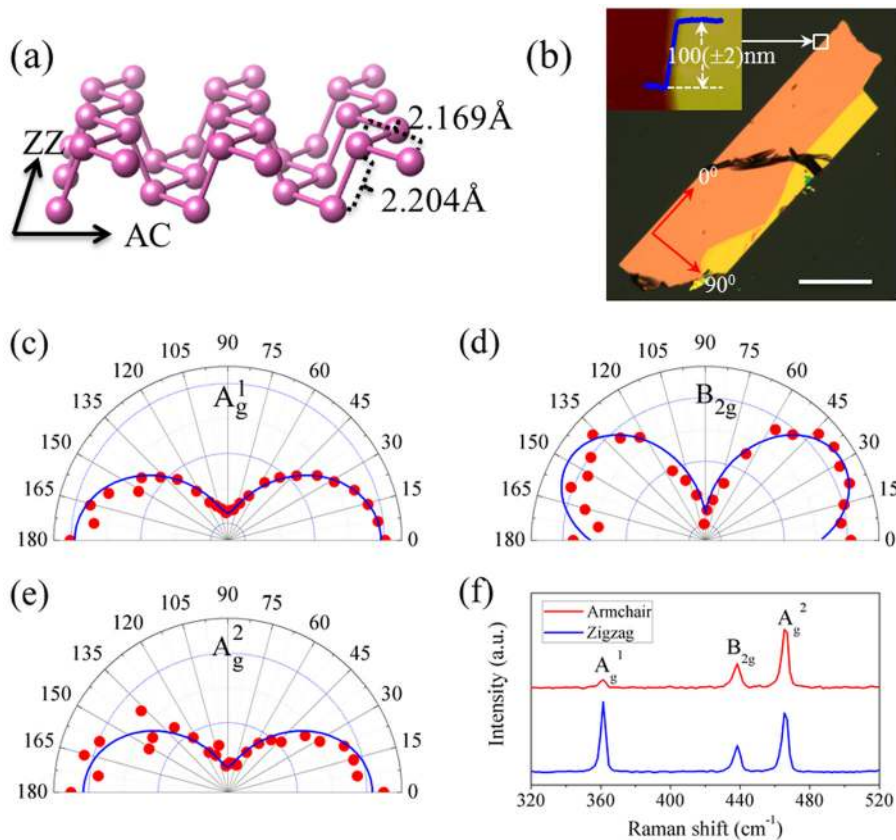 (a)
ZZ
AC
2.169Å
2.204Å
(b)
100(±2)nm
0⁰
90⁰
(c)
A_g^1
0
15
30
45
60
75
90
105
120
135
150
165
180
(d)
B_2g
0
15
30
45
60
75
90
105
120
135
150
165
180
(e)
A_g^2
0
15
30
45
60
75
90
105
120
135
150
165
180
(f)
Armchair
Zigzag
A_g^1
B_2g
A_g^2
Intensity (a.u.)
320 360 400 440 480 520
Raman shift (cm⁻¹)